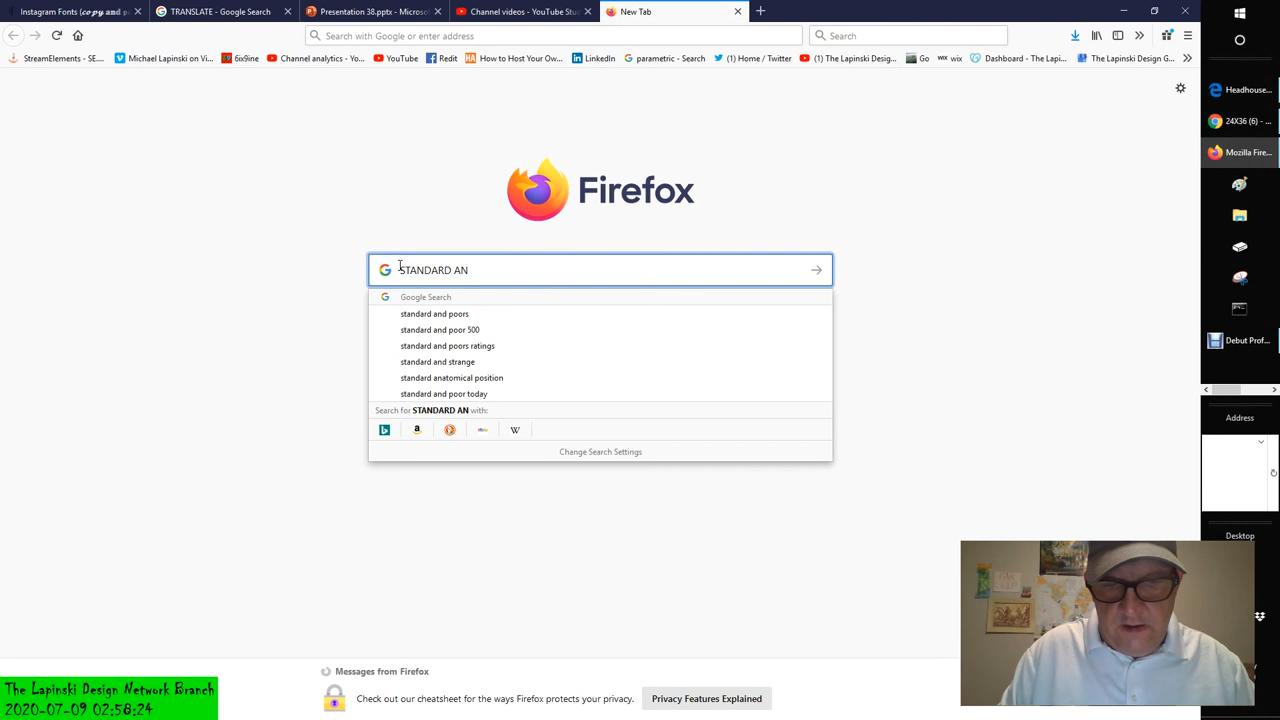 Instagram Fonts (𝓬𝓸𝓹𝔂 𝓪𝓷𝓭 𝓹
TRANSLATE - Google Search
Presentation 38.pptx - Microsof
Channel videos - YouTube Stu
New Tab
Search with Google or enter address
Search
StreamElements - SE....
Michael Lapinski on Vi...
6ix9ine
Channel analytics - Yo...
YouTube
Redit
How to Host Your Ow...
LinkedIn
parametric - Search
(1) Home / Twitter
(1) The Lapinski Desig...
Go
wix
Dashboard - The Lapi...
The Lapinski Design G...
Headhouse...
24X36 (6) - ...
Mozilla Fire...
Firefox
STANDARD AN
Google Search
standard and poors
standard and poor 500
standard and poors ratings
standard and strange
standard anatomical position
standard and poor today
Search for STANDARD AN with:
Change Search Settings
Debut Prof...
Address
Desktop
Messages from Firefox
Check out our cheatsheet for the ways Firefox protects your privacy.
Privacy Features Explained
The Lapinski Design Network Branch
2020-07-09 02:58:24